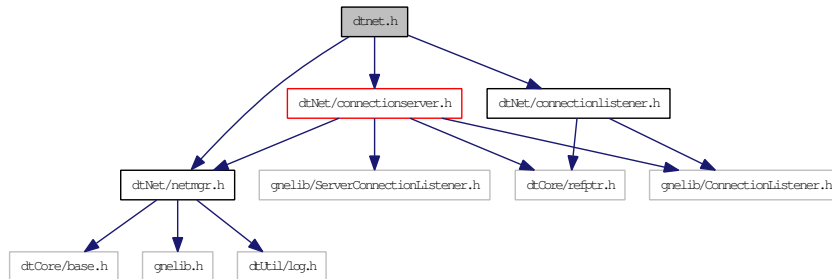 dtnet.h
dtNet/connectionserver.h
dtNet/connectionlistener.h
dtNet/netmgr.h
gnelib/ServerConnectionListener.h
dtCore/refptr.h
gnelib/ConnectionListener.h
dtCore/base.h
gnelib.h
dtUtil/log.h